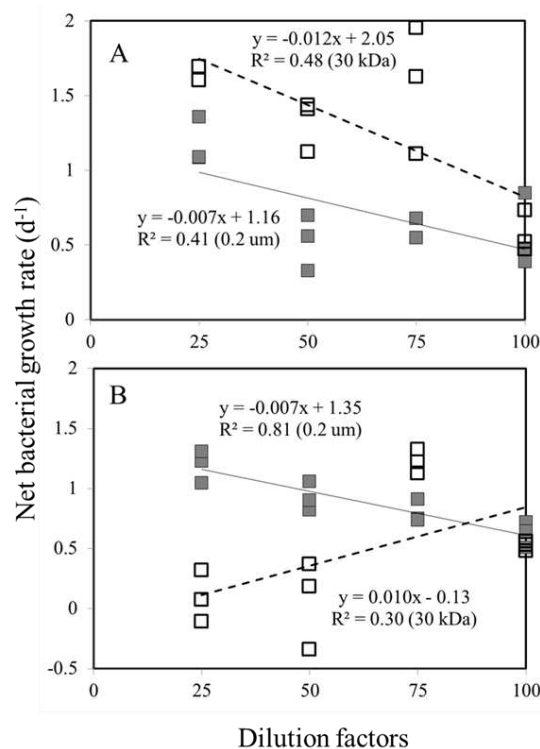 Net bacterial growth rate (d⁻¹)
A
2
1.5
1
0.5
0
0
25
50
75
100
y = -0.012x + 2.05
R² = 0.48 (30 kDa)
y = -0.007x + 1.16
R² = 0.41 (0.2 um)
B
2
1.5
1
0.5
0
-0.5
0
25
50
75
100
y = -0.007x + 1.35
R² = 0.81 (0.2 um)
y = 0.010x - 0.13
R² = 0.30 (30 kDa)
Dilution factors